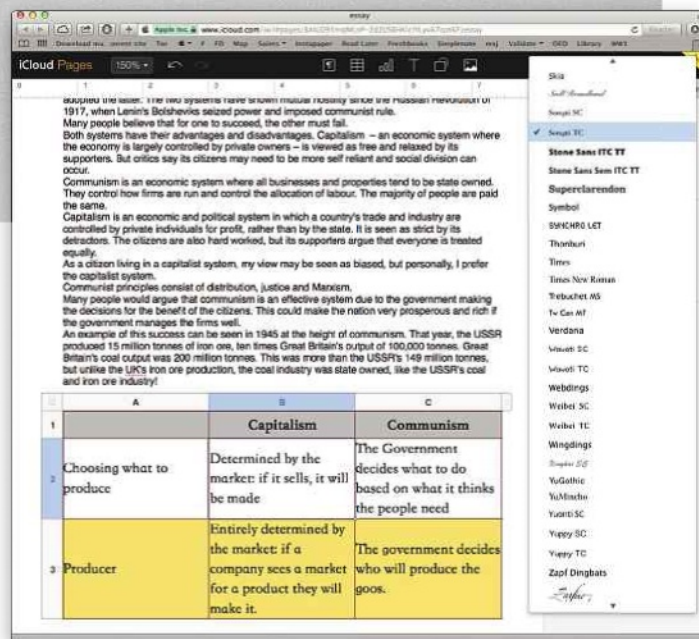 essay
www.icloud.com
iCloud Pages 150%
adopted the latter. The two systems have shown mutual hostility since the Russian Revolution of
1917, when Lenin's Bolsheviks seized power and imposed communist rule.
Many people believe that for one to succeed, the other must fail.
Both systems have their advantages and disadvantages. Capitalism – an economic system where
the economy is largely controlled by private owners – is viewed as free and relaxed by its
supporters. But critics say its citizens may need to be more self reliant and social division can
occur.
Communism is an economic system where all businesses and properties tend to be state owned.
They control how firms are run and control the allocation of labour. The majority of people are paid
the same.
Capitalism is an economic and political system in which a country's trade and industry are
controlled by private individuals for profit, rather than by the state. It is seen as strict by its
detractors. The citizens are also hard worked, but its supporters argue that everyone is treated
equally.
As a citizen living in a capitalist system, my view may be seen as biased, but personally, I prefer
the capitalist system.
Communist principles consist of distribution, justice and Marxism.
Many people would argue that communism is an effective system due to the government making
the decisions for the benefit of the citizens. This could make the nation very prosperous and rich if
the government manages the firms well.
An example of this success can be seen in 1945 at the height of communism. That year, the USSR
produced 15 million tonnes of iron ore, ten times Great Britain's output of 100,000 tonnes. Great
Britain's coal output was 200 million tonnes. This was more than the USSR's 149 million tonnes,
but unlike the UK's iron ore production, the coal industry was state owned, like the USSR's coal
and iron ore industry!
A B C
1 Capitalism Communism
2 Choosing what to
produce
Determined by the
market: if it sells, it will
be made
The Government
decides what to do
based on what it thinks
the people need
3 Producer
Entirely determined by
the market: if a
company sees a market
for a product they will
make it.
The government decides
who will produce the
goos.
Skia
Snell Roundhand
Songti SC
✓ Songti TC
Stone Sans ITC TT
Stone Sans Sem ITC TT
Superclarendon
Symbol
SYNCHRO LET
Thonburi
Times
Times New Roman
Trebuchet MS
Tw Cen MT
Verdana
Wawati SC
Wawati TC
Webdings
Weibei SC
Weibei TC
Wingdings
YuGothic
YuMincho
Yuanti SC
Yuppy SC
Yuppy TC
Zapf Dingbats
Zapfino